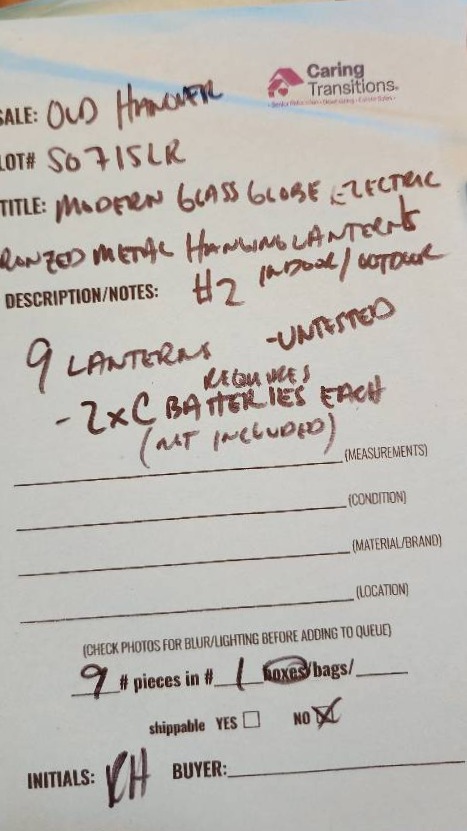 Caring
Transitions®
SALE: OLD HANOVER
LOT# SO715LR
TITLE: MODERN GLASS GLOBE ELECTRIC
RONZED METAL HANGING LANTERNS
DESCRIPTION/NOTES: #2 INDOOR/OUTDOOR
9 LANTERNS -UNTESTED
REQUIRES
- 2xC BATTERIES EACH
(NOT INCLUDED)
(MEASUREMENTS)
(CONDITION)
(MATERIAL/BRAND)
(LOCATION)
(CHECK PHOTOS FOR BLUR/LIGHTING BEFORE ADDING TO QUEUE)
9 # pieces in # 1 boxes/bags/
shippable YES ☐ NO ☒
INITIALS: KH BUYER: